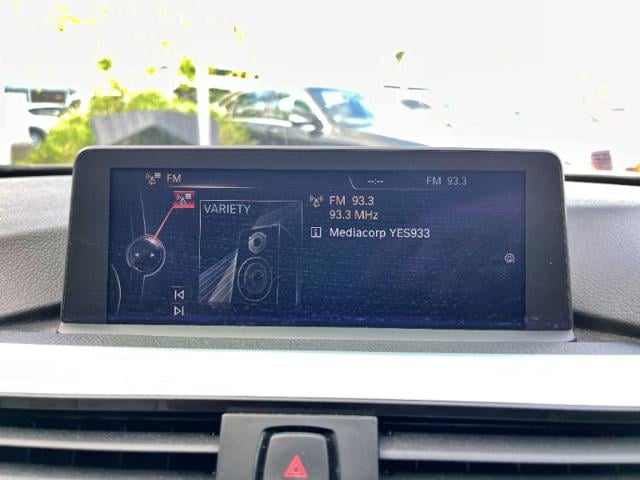 FM
--:--
FM 93.3
VARIETY
FM 93.3
93.3 MHz
Mediacorp YES933